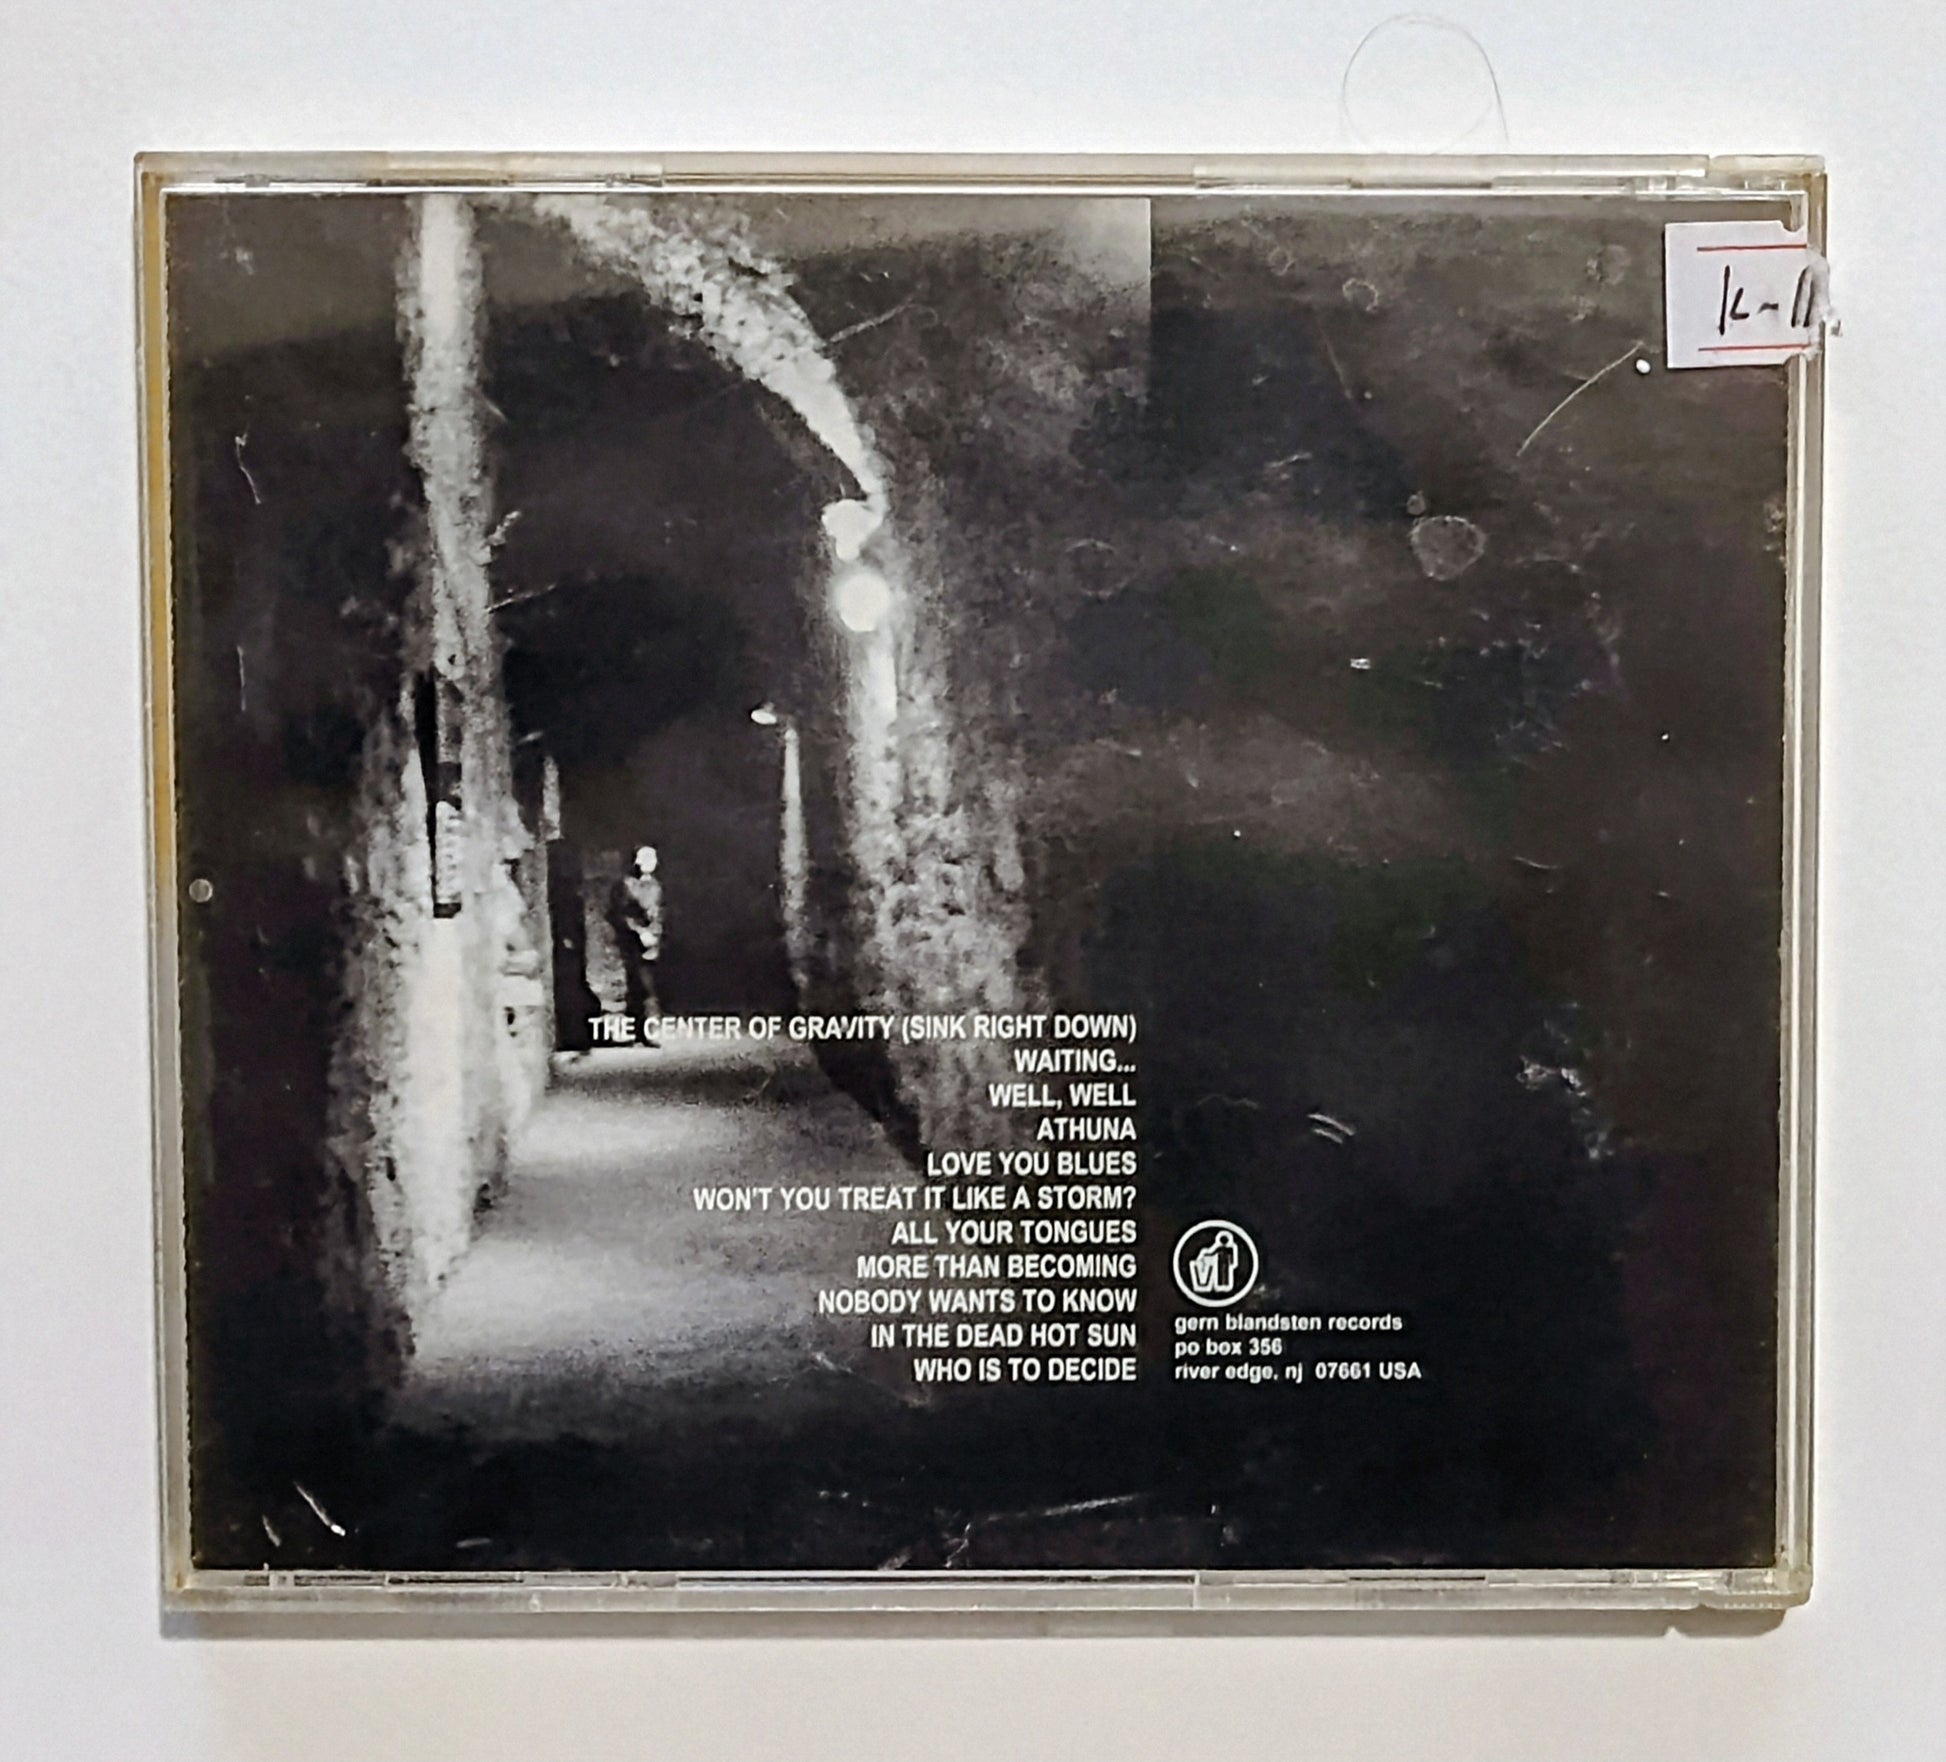 K-11
THE CENTER OF GRAVITY (SINK RIGHT DOWN)
WAITING...
WELL, WELL
ATHUNA
LOVE YOU BLUES
WON'T YOU TREAT IT LIKE A STORM?
ALL YOUR TONGUES
MORE THAN BECOMING
NOBODY WANTS TO KNOW
IN THE DEAD HOT SUN
WHO IS TO DECIDE
gern blandsten records
po box 356
river edge, nj 07661 USA